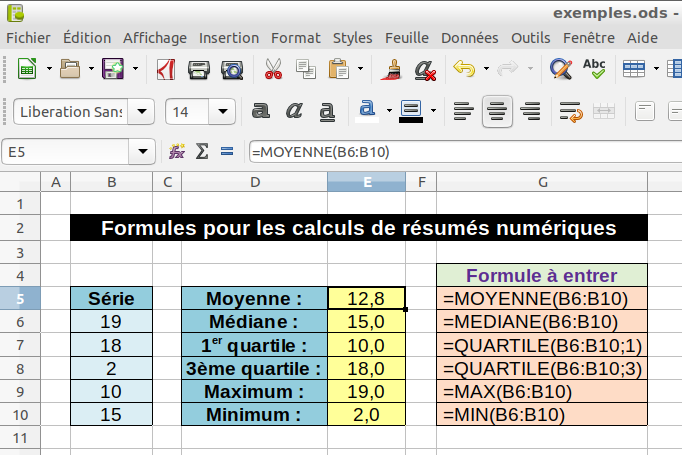 exemples.ods -
Fichier Édition Affichage Insertion Format Styles Feuille Données Outils Fenêtre Aide
Abc
Liberation Sans 14 a a a a
E5 fx Σ = =MOYENNE(B6:B10)
A B C D E F G
1
2 Formules pour les calculs de résumés numériques
3
4 Formule à entrer
5 Série Moyenne : 12,8 =MOYENNE(B6:B10)
6 19 Médiane : 15,0 =MEDIANE(B6:B10)
7 18 1er quartile : 10,0 =QUARTILE(B6:B10;1)
8 2 3ème quartile : 18,0 =QUARTILE(B6:B10;3)
9 10 Maximum : 19,0 =MAX(B6:B10)
10 15 Minimum : 2,0 =MIN(B6:B10)
11